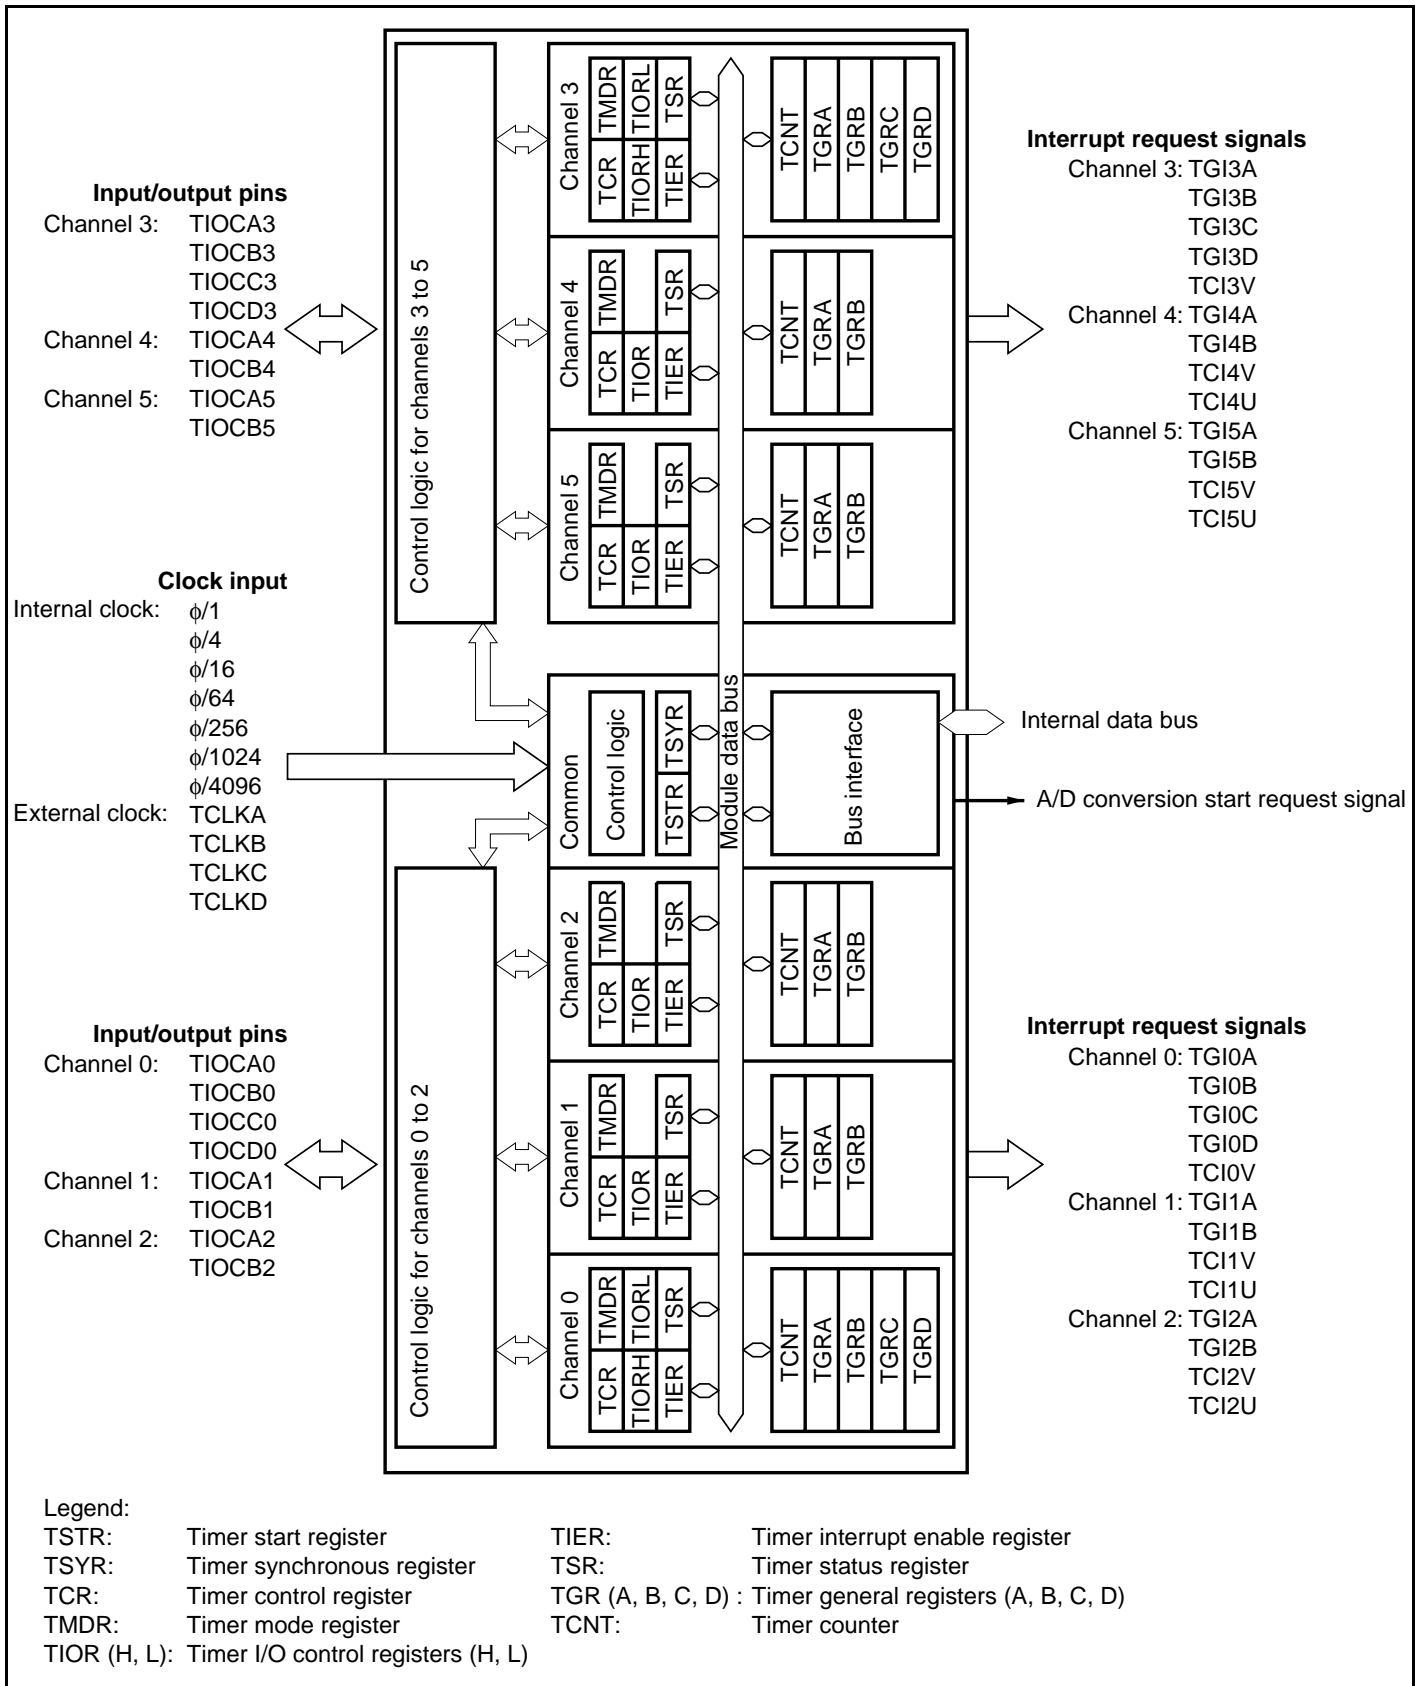 Input/output pins
Channel 3: TIOCA3
TIOCB3
TIOCC3
TIOCD3
Channel 4: TIOCA4
TIOCB4
Channel 5: TIOCA5
TIOCB5
Clock input
Internal clock: ϕ/1
ϕ/4
ϕ/16
ϕ/64
ϕ/256
ϕ/1024
ϕ/4096
External clock: TCLKA
TCLKB
TCLKC
TCLKD
Input/output pins
Channel 0: TIOCA0
TIOCB0
TIOCC0
TIOCD0
Channel 1: TIOCA1
TIOCB1
Channel 2: TIOCA2
TIOCB2
Control logic for channels 3 to 5
Control logic for channels 0 to 2
Channel 3
TCR TMDR
TIORH TIORL
TIER TSR
TCNT
TGRA
TGRB
TGRC
TGRD
Channel 4
TCR TMDR
TIOR
TIER TSR
TCNT
TGRA
TGRB
Channel 5
TCR TMDR
TIOR
TIER TSR
TCNT
TGRA
TGRB
Common
Control logic
TSTR TSYR
Module data bus
Bus interface
Channel 2
TCR TMDR
TIOR
TIER TSR
TCNT
TGRA
TGRB
Channel 1
TCR TMDR
TIOR
TIER TSR
TCNT
TGRA
TGRB
Channel 0
TCR TMDR
TIORH TIORL
TIER TSR
TCNT
TGRA
TGRB
TGRC
TGRD
Interrupt request signals
Channel 3: TGI3A
TGI3B
TGI3C
TGI3D
TCI3V
Channel 4: TGI4A
TGI4B
TCI4V
TCI4U
Channel 5: TGI5A
TGI5B
TCI5V
TCI5U
Internal data bus
A/D conversion start request signal
Interrupt request signals
Channel 0: TGI0A
TGI0B
TGI0C
TGI0D
TCI0V
Channel 1: TGI1A
TGI1B
TCI1V
TCI1U
Channel 2: TGI2A
TGI2B
TCI2V
TCI2U
Legend:
TSTR: Timer start register
TSYR: Timer synchronous register
TCR: Timer control register
TMDR: Timer mode register
TIOR (H, L): Timer I/O control registers (H, L)
TIER: Timer interrupt enable register
TSR: Timer status register
TGR (A, B, C, D) : Timer general registers (A, B, C, D)
TCNT: Timer counter